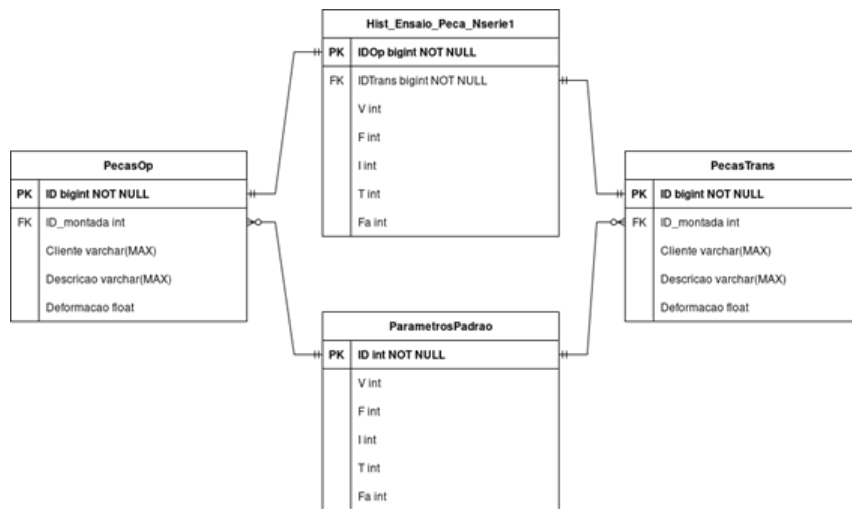 Hist_Ensaio_Peca_Nserie1
PK IDOp bigint NOT NULL
FK IDTrans bigint NOT NULL
V int
F int
I int
T int
Fa int
PecasOp
PK ID bigint NOT NULL
FK ID_montada int
Cliente varchar(MAX)
Descricao varchar(MAX)
Deformacao float
PecasTrans
PK ID bigint NOT NULL
FK ID_montada int
Cliente varchar(MAX)
Descricao varchar(MAX)
Deformacao float
ParametrosPadrao
PK ID int NOT NULL
V int
F int
I int
T int
Fa int